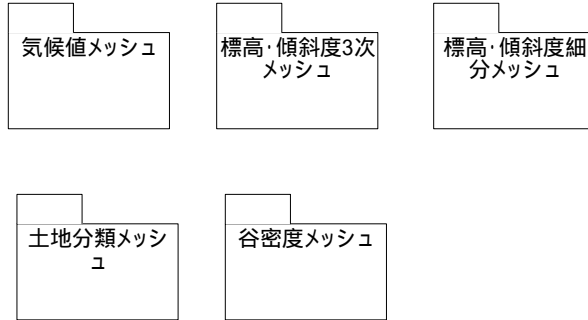 気候値メッシュ
標高・傾斜度3次
メッシュ
標高・傾斜度細
分メッシュ
土地分類メッシ
ュ
谷密度メッシュ